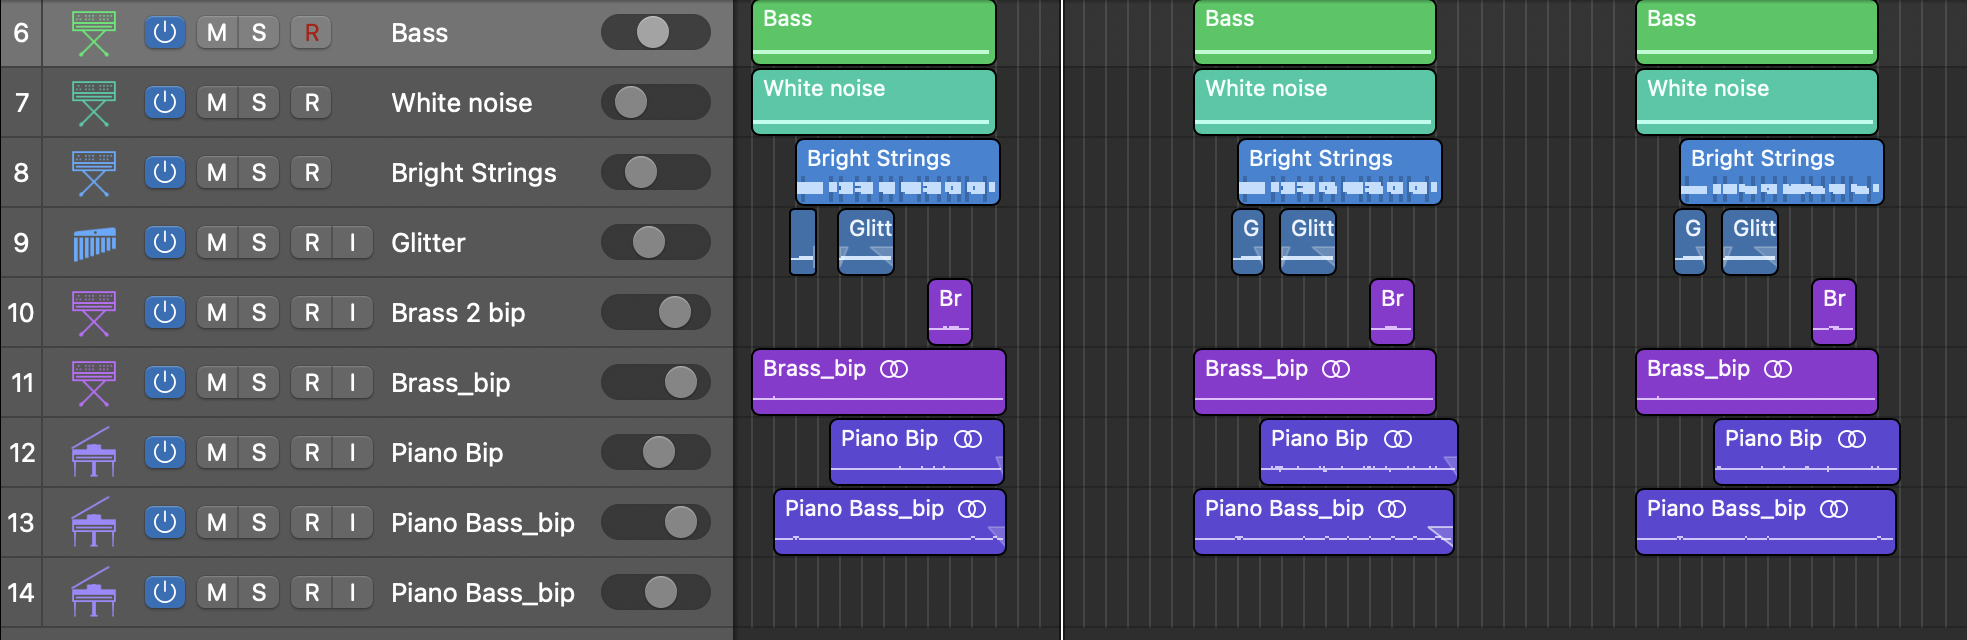 6 M S R Bass Bass Bass Bass
7 M S R White noise White noise White noise White noise
8 M S R Bright Strings Bright Strings Bright Strings Bright Strings
9 M S R I Glitter Glitt G Glitt G Glitt
10 M S R I Brass 2 bip Br Br Br
11 M S R I Brass_bip Brass_bip Brass_bip Brass_bip
12 M S R I Piano Bip Piano Bip Piano Bip Piano Bip
13 M S R I Piano Bass_bip Piano Bass_bip Piano Bass_bip Piano Bass_bip
14 M S R I Piano Bass_bip